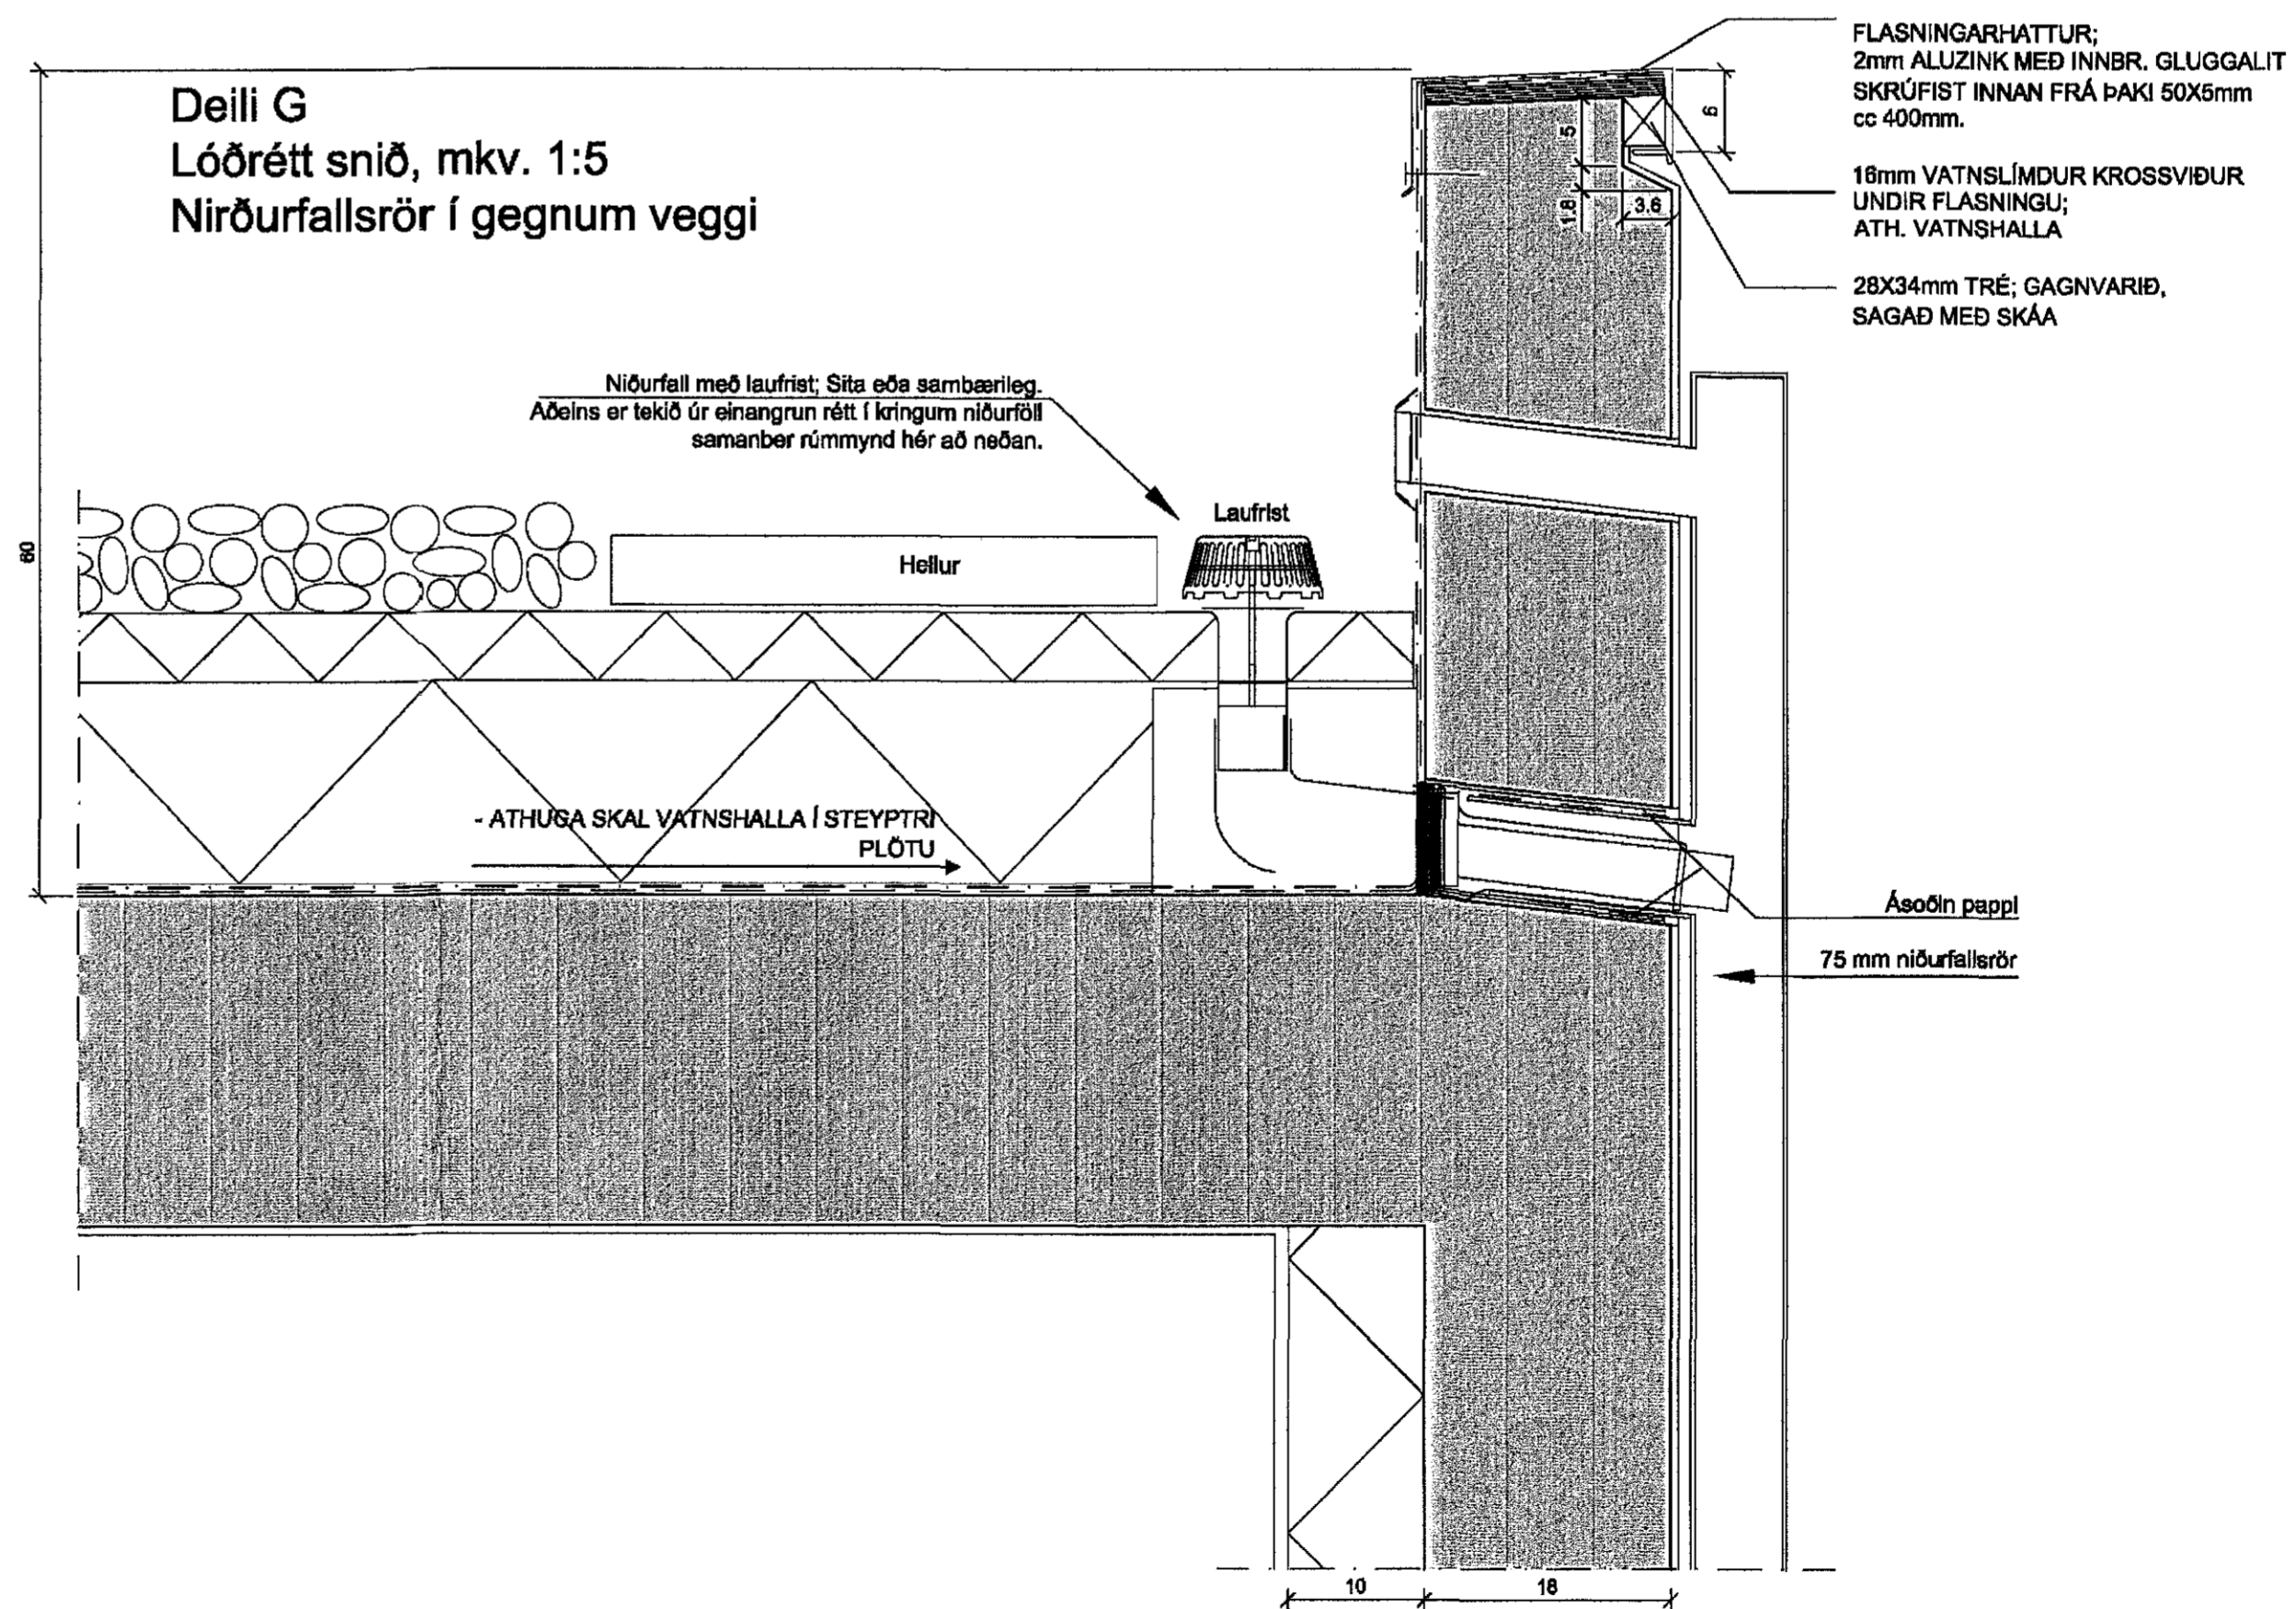 Deili G
Lóðrétt snið, mkv. 1:5
Nirðurfallsrör í gegnum veggi
FLASNINGARHATTUR;
2mm ALUZINK MEÐ INNBR. GLUGGALIT
SKRÚFIST INNAN FRÁ ÞAKI 50X5mm
cc 400mm.
16mm VATNSLÍMDUR KROSSVIÐUR
UNDIR FLASNINGU;
ATH. VATNSHALLA
28X34mm TRÉ; GAGNVARIÐ,
SAGAÐ MEÐ SKÁA
6
5
1.8
3.6
60
Niðurfall með laufrist; Sita eða sambærileg.
Aðeins er tekið úr einangrun rétt í kringum niðurföll
samanber rúmmynd hér að neðan.
Laufrist
Hellur
- ATHUGA SKAL VATNSHALLA Í STEYPTRI
PLÖTU
Ásoðin pappi
75 mm niðurfallsrör
10
18